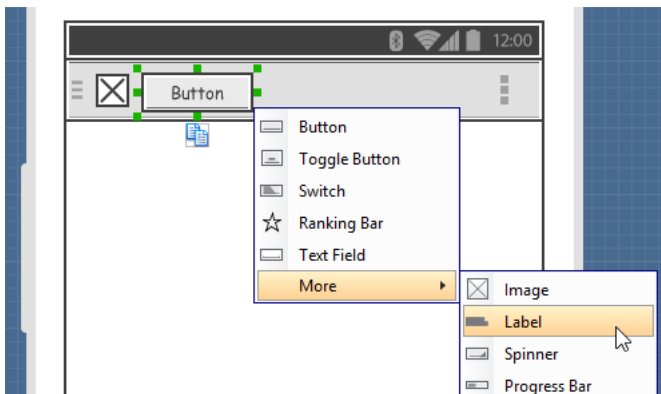 12:00
Button
Button
Toggle Button
Switch
Ranking Bar
Text Field
More
Image
Label
Spinner
Progress Bar